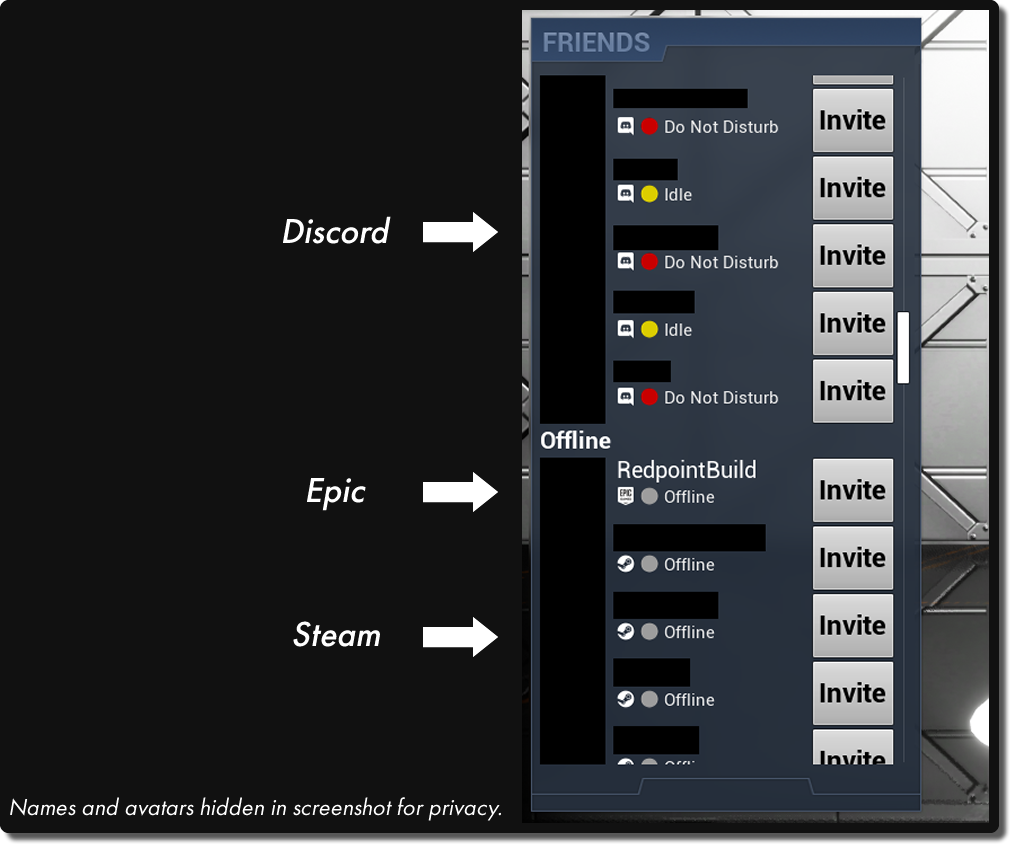 FRIENDS
Do Not Disturb
Invite
Idle
Invite
Discord
Do Not Disturb
Invite
Idle
Invite
Do Not Disturb
Invite
Offline
Epic
RedpointBuild
EPIC
Offline
Invite
Offline
Invite
Steam
Offline
Invite
Offline
Invite
Offline
Invite
Names and avatars hidden in screenshot for privacy.